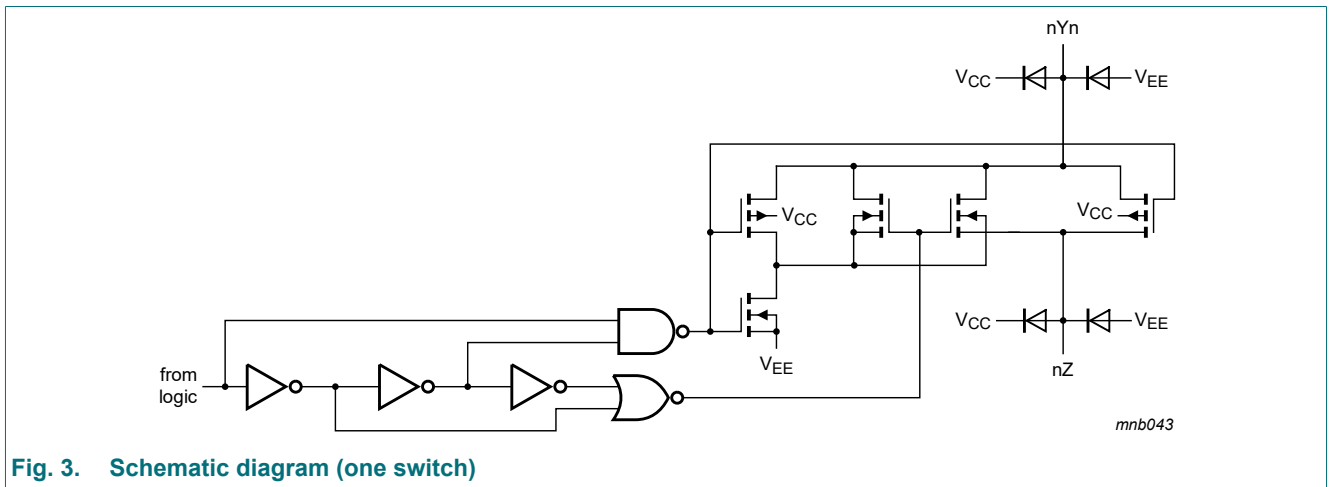 nYn
VCC
VEE
VCC
VCC
VCC
VEE
VEE
from
logic
nZ
mnb043
Fig. 3. Schematic diagram (one switch)